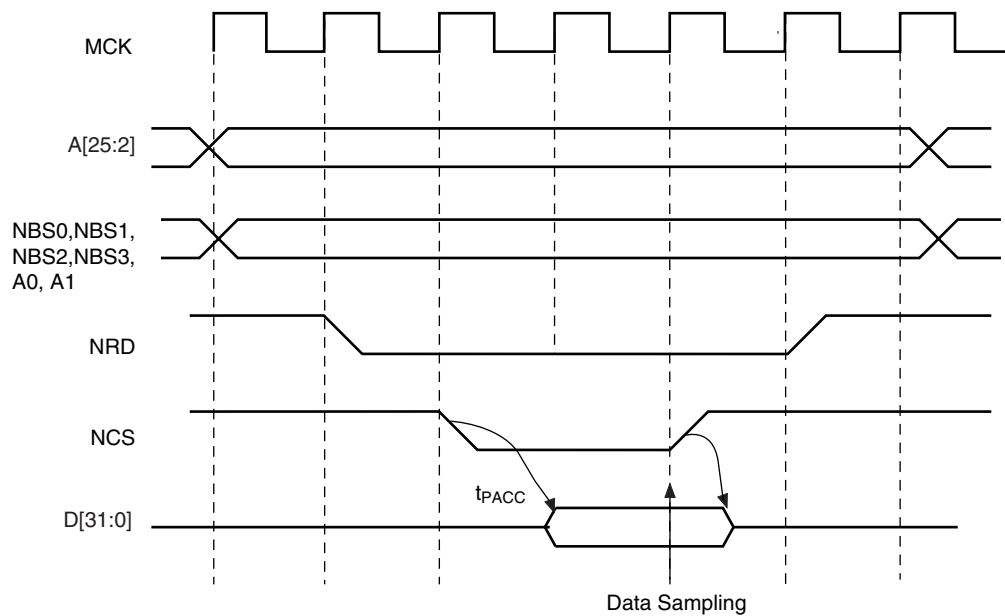 MCK
A[25:2]
NBS0,NBS1,
NBS2,NBS3,
A0, A1
NRD
NCS
tPACC
D[31:0]
Data Sampling